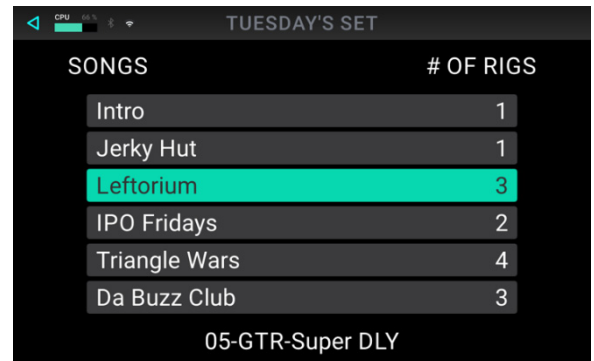 CPU 66.%
TUESDAY'S SET
SONGS # OF RIGS
Intro 1
Jerky Hut 1
Leftorium 3
IPO Fridays 2
Triangle Wars 4
Da Buzz Club 3
05-GTR-Super DLY